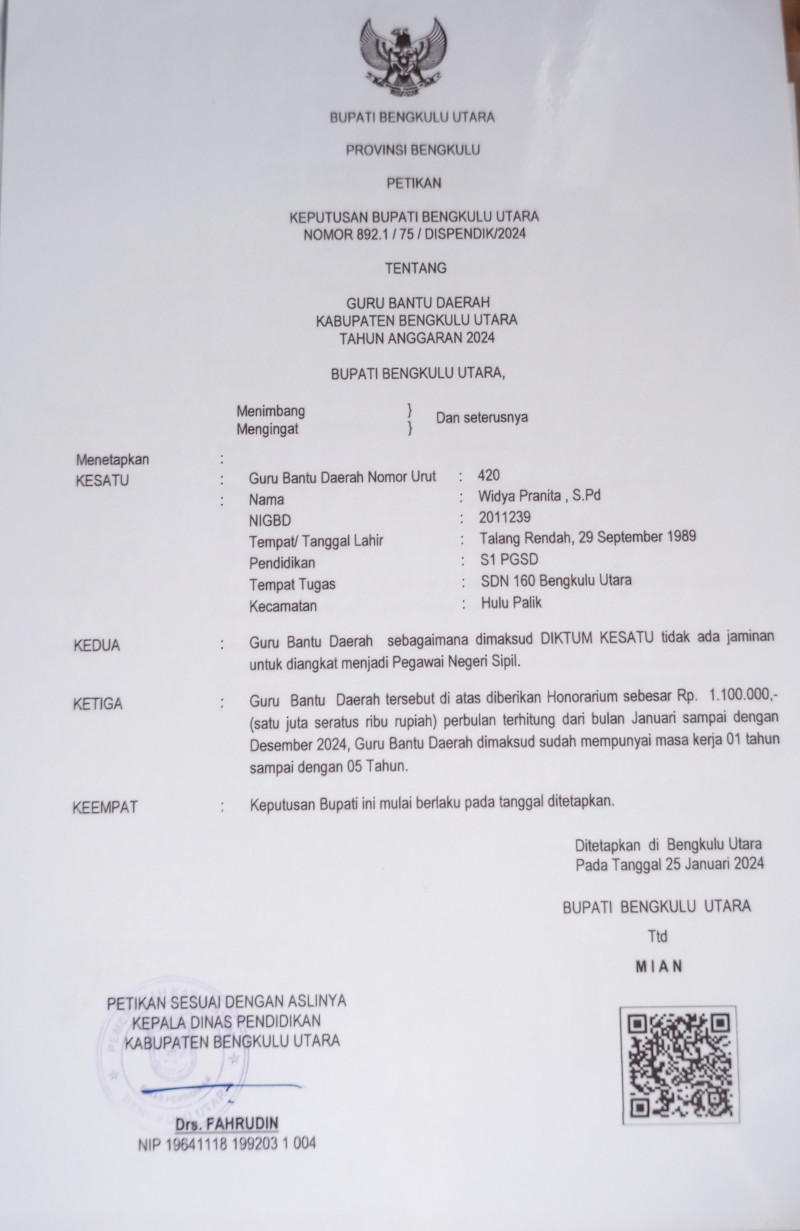 BUPATI BENGKULU UTARA
PROVINSI BENGKULU
PETIKAN
KEPUTUSAN BUPATI BENGKULU UTARA
NOMOR 892.1 / 75 / DISPENDIK/2024
TENTANG
GURU BANTU DAERAH
KABUPATEN BENGKULU UTARA
TAHUN ANGGARAN 2024
BUPATI BENGKULU UTARA,
Menimbang } Dan seterusnya
Mengingat }
Menetapkan :
KESATU : Guru Bantu Daerah Nomor Urut : 420
: Nama : Widya Pranita , S.Pd
NIGBD : 2011239
Tempat/ Tanggal Lahir : Talang Rendah, 29 September 1989
Pendidikan : S1 PGSD
Tempat Tugas : SDN 160 Bengkulu Utara
Kecamatan : Hulu Palik
KEDUA : Guru Bantu Daerah sebagaimana dimaksud DIKTUM KESATU tidak ada jaminan
untuk diangkat menjadi Pegawai Negeri Sipil.
KETIGA : Guru Bantu Daerah tersebut di atas diberikan Honorarium sebesar Rp. 1.100.000,-
(satu juta seratus ribu rupiah) perbulan terhitung dari bulan Januari sampai dengan
Desember 2024, Guru Bantu Daerah dimaksud sudah mempunyai masa kerja 01 tahun
sampai dengan 05 Tahun.
KEEMPAT : Keputusan Bupati ini mulai berlaku pada tanggal ditetapkan.
Ditetapkan di Bengkulu Utara
Pada Tanggal 25 Januari 2024
BUPATI BENGKULU UTARA
Ttd
MIAN
PETIKAN SESUAI DENGAN ASLINYA
KEPALA DINAS PENDIDIKAN
KABUPATEN BENGKULU UTARA
Drs. FAHRUDIN
NIP 19641118 199203 1 004